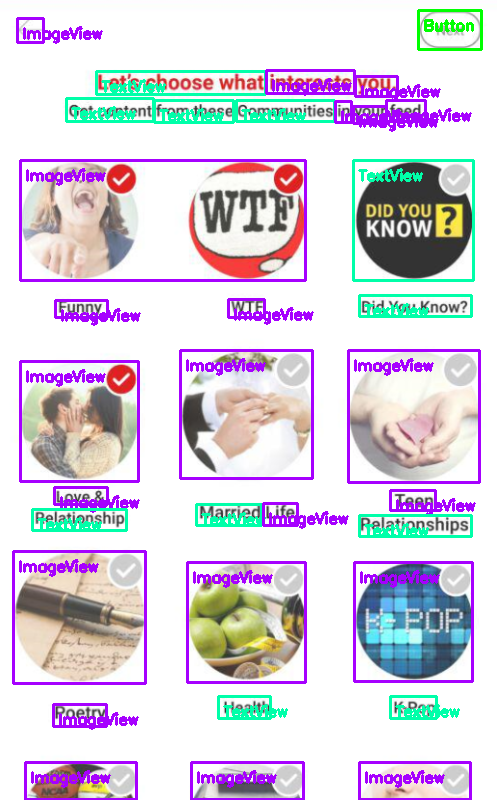 ImageView
Button
Next
Let's choose what interests you
TextView ImageView ImageView
Get content from these Communities in your feed
TextView TextView TextView ImageView ImageView ImageView
ImageView TextView
WTF
DID YOU
KNOW ?
Funny WTF Did You Know?
ImageView ImageView TextView
ImageView ImageView ImageView
Love & Relationship
ImageView
TextView
Married Life
TextView ImageView
Teen Relationships
ImageView
TextView
ImageView ImageView ImageView
K-POP
Poetry Health K-Pop
ImageView TextView TextView
ImageView ImageView ImageView
NCAA